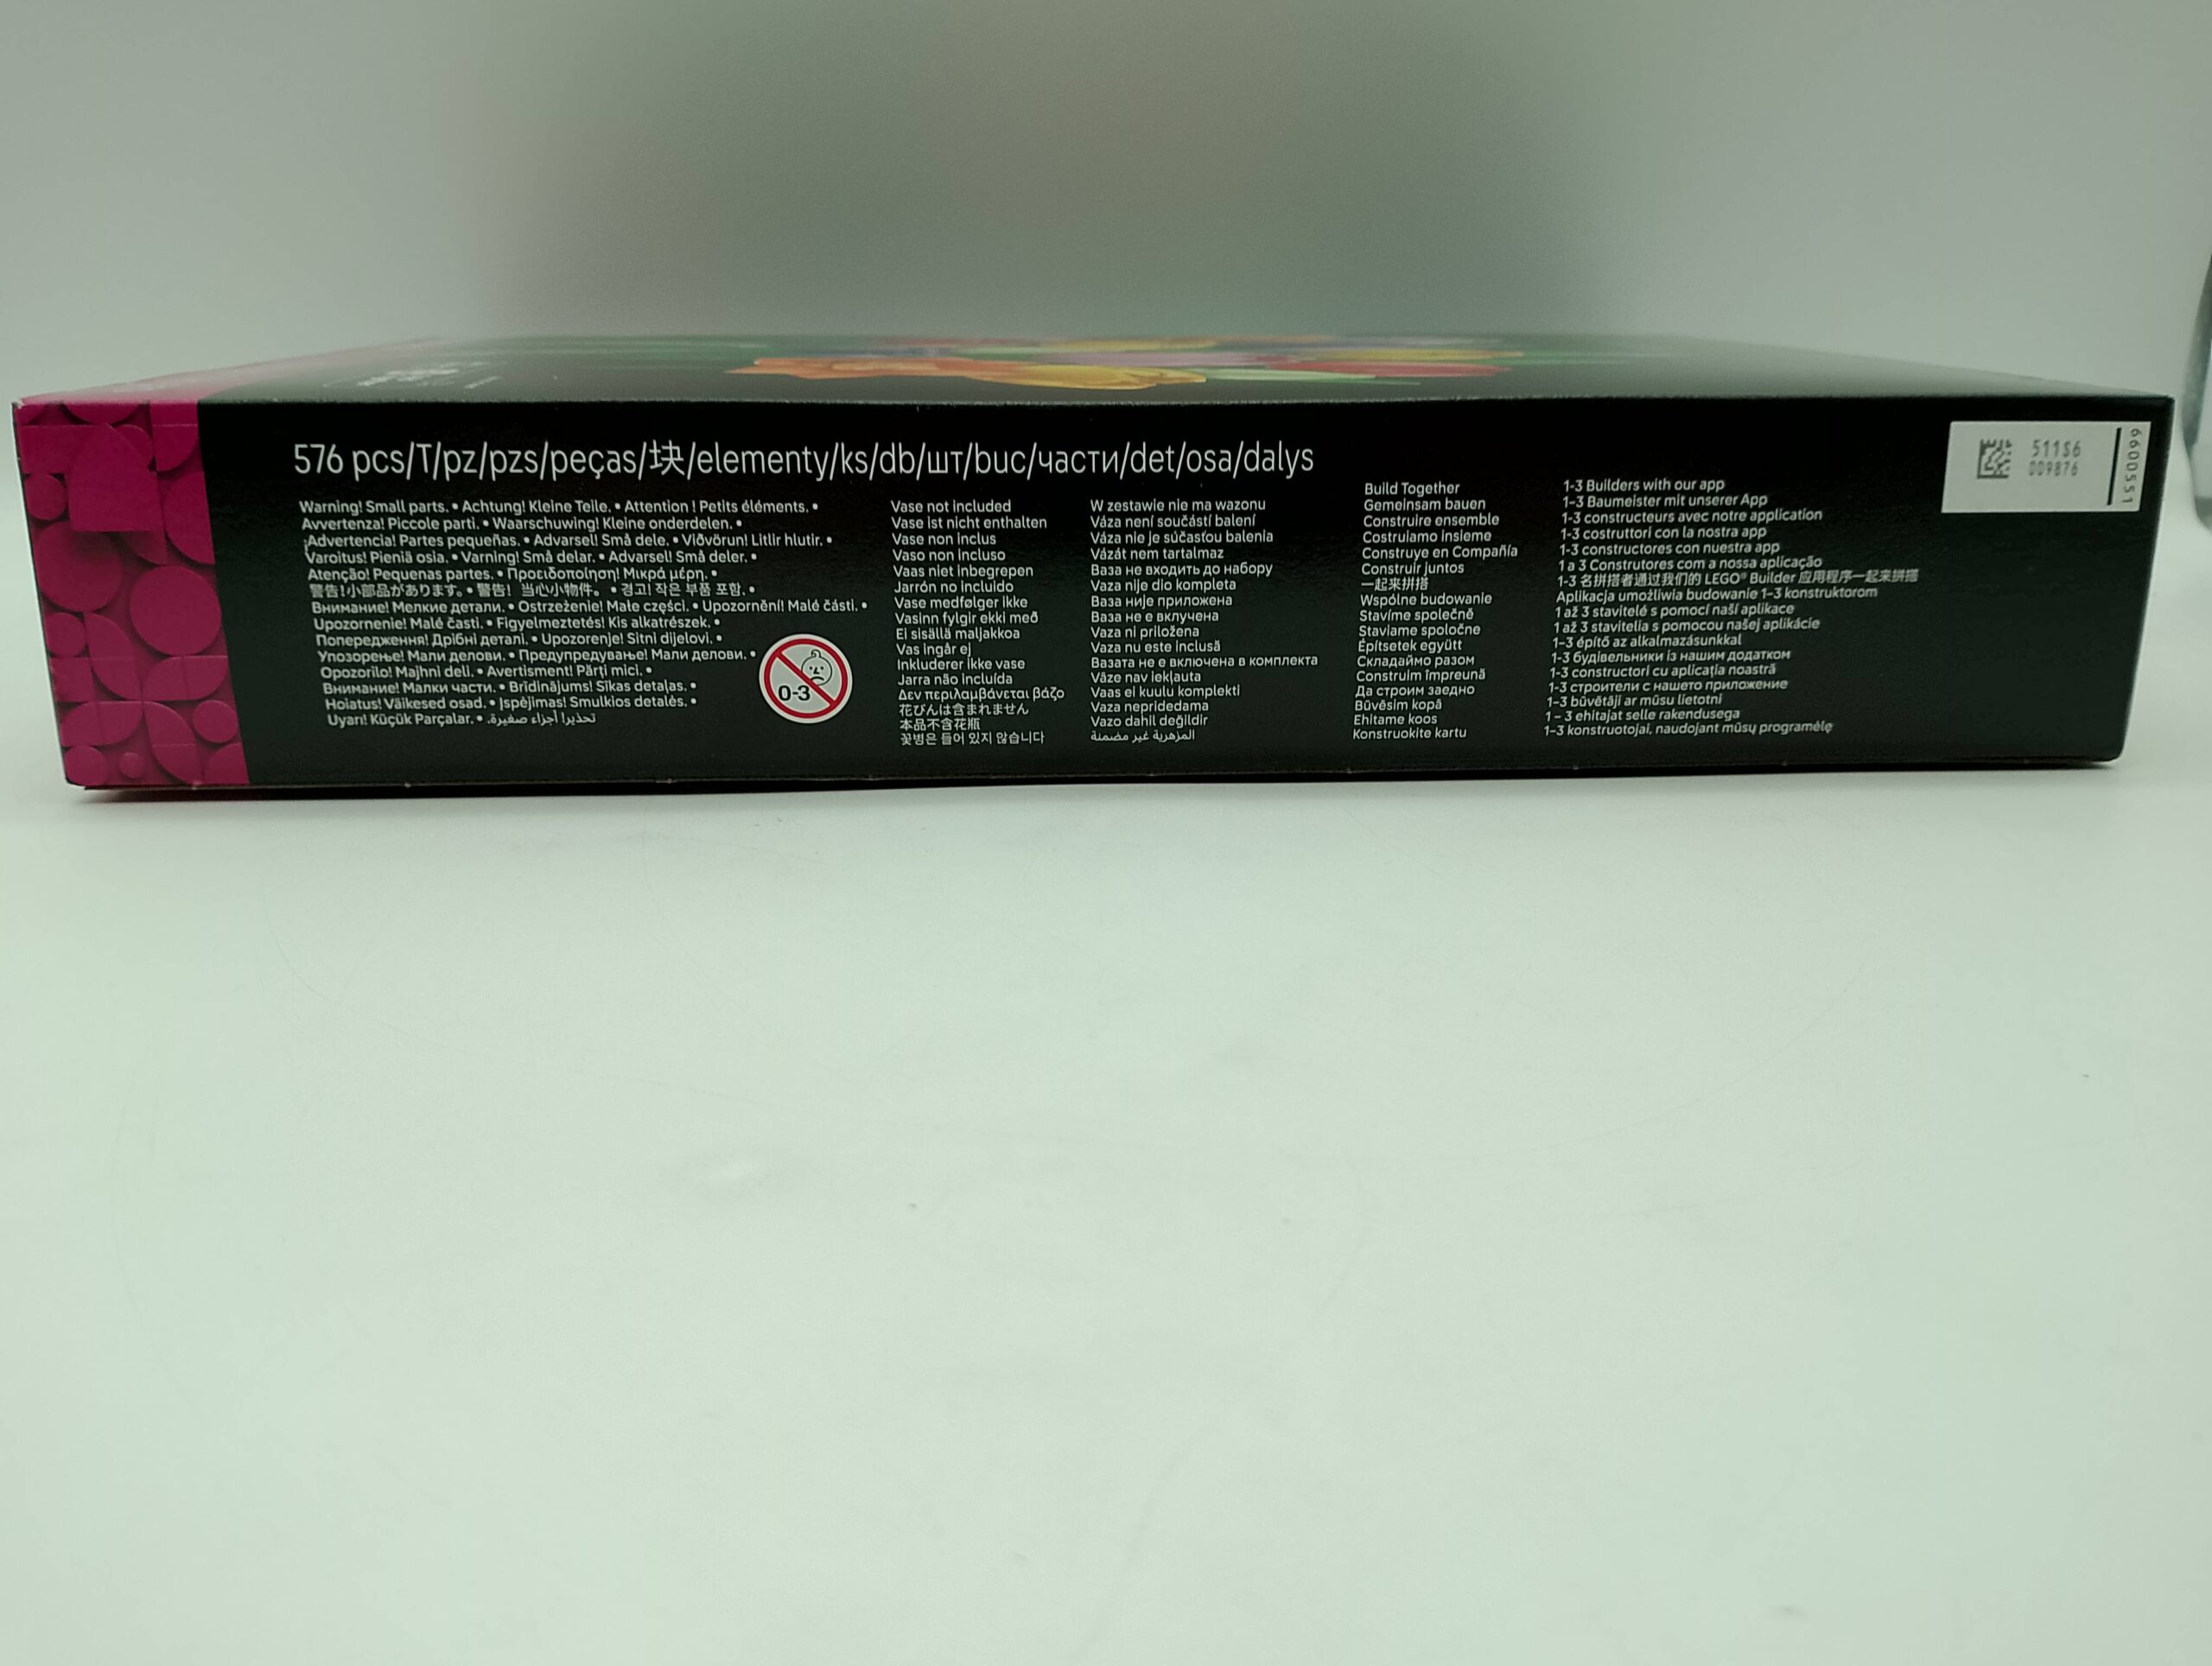 576 pcs/T/pz/pzs/peças/块/elementy/ks/db/шт/buc/части/det/osa/dalys
Warning! Small parts. • Achtung! Kleine Teile. • Attention ! Petits éléments. •
Avvertenza! Piccole parti. • Waarschuwing! Kleine onderdelen. •
¡Advertencia! Partes pequeñas. • Advarsel! Små dele. • Viðvörun! Litlir hlutir. •
Varoitus! Pieniä osia. • Varning! Små delar. • Advarsel! Små deler. •
Atenção! Pequenas partes. • Προειδοποίηση! Μικρά μέρη. •
警告!小部品があります。• 警告! 当心小物件。 • 경고! 작은 부품 포함. •
Внимание! Мелкие детали. • Ostrzeżenie! Małe części. • Upozornění! Malé části. •
Upozornenie! Malé časti. • Figyelmeztetés! Kis alkatrészek. •
Попередження! Дрібні деталі. • Upozorenje! Sitni dijelovi. •
Упозорење! Мали делови. • Предупредување! Мали делови. •
Opozorilo! Majhni deli. • Avertisment! Părți mici. •
Внимание! Малки части. • Brīdinājums! Sīkas detaļas. •
Hoiatus! Väikesed osad. • Įspėjimas! Smulkios detalės. •
Uyarı! Küçük Parçalar. • تحذير! أجزاء صغيرة.
0-3
Vase not included
Vase ist nicht enthalten
Vase non inclus
Vaso non incluso
Vaas niet inbegrepen
Jarrón no incluido
Vase medfølger ikke
Vasinn fylgir ekki með
Ei sisällä maljakkoa
Vas ingår ej
Inkluderer ikke vase
Jarra não incluída
Δεν περιλαμβάνεται βάζο
花びんは含まれません
本品不含花瓶
꽃병은 들어 있지 않습니다
W zestawie nie ma wazonu
Váza není součástí balení
Váza nie je súčasťou balenia
Vázát nem tartalmaz
Ваза не входить до набору
Vaza nije dio kompleta
Ваза није приложена
Ваза не е вклучена
Vaza ni priložena
Vaza nu este inclusă
Вазата не е включена в комплекта
Vāze nav iekļauta
Vaas ei kuulu komplekti
Vaza nepridedama
Vazo dahil değildir
المزهرية غير مضمنة
Build Together
Gemeinsam bauen
Construire ensemble
Costruiamo insieme
Construye en Compañía
Construir juntos
一起来拼搭
Wspólne budowanie
Stavíme společně
Staviame spoločne
Építsetek együtt
Складаймо разом
Construim împreună
Да строим заедно
Būvēsim kopā
Ehitame koos
Konstruokite kartu
1-3 Builders with our app
1-3 Baumeister mit unserer App
1-3 constructeurs avec notre application
1-3 costruttori con la nostra app
1-3 constructores con nuestra app
1 a 3 Construtores com a nossa aplicação
1-3 名拼搭者通过我们的 LEGO® Builder 应用程序一起来拼搭
Aplikacja umożliwia budowanie 1-3 konstruktorom
1 až 3 stavitelé s pomocí naší aplikace
1 až 3 stavitelia s pomocou našej aplikácie
1-3 építő az alkalmazásunkkal
1-3 будівельники із нашим додатком
1-3 constructori cu aplicația noastră
1-3 строители с нашето приложение
1-3 būvētāji ar mūsu lietotni
1 – 3 ehitajat selle rakendusega
1-3 konstruotojai, naudojant mūsų programėlę
511S6
009876
6600551